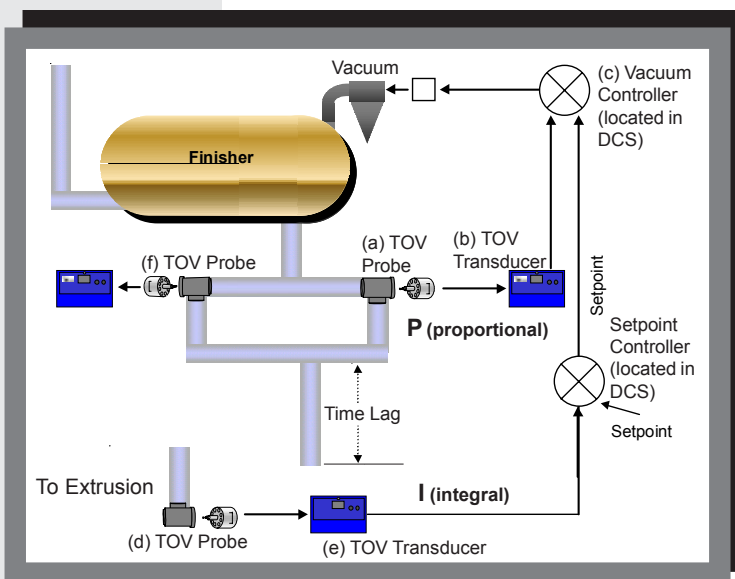 Vacuum
(c) Vacuum
Controller
(located in
DCS)
Finisher
(f) TOV Probe
(a) TOV
Probe
(b) TOV
Transducer
P (proportional)
Setpoint
Setpoint
Controller
(located in
DCS)
Setpoint
Time Lag
To Extrusion
I (integral)
(d) TOV Probe
(e) TOV Transducer